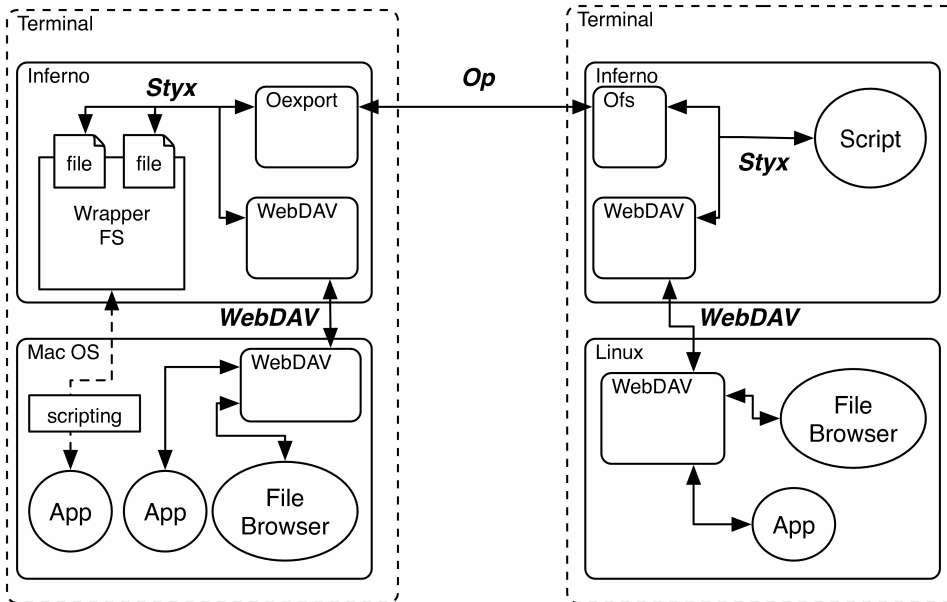 Terminal
Inferno
Styx
Oexport
file
file
Wrapper
FS
WebDAV
WebDAV
Mac OS
WebDAV
scripting
App
App
File
Browser
Op
Terminal
Inferno
Ofs
Script
Styx
WebDAV
WebDAV
Linux
WebDAV
File
Browser
App